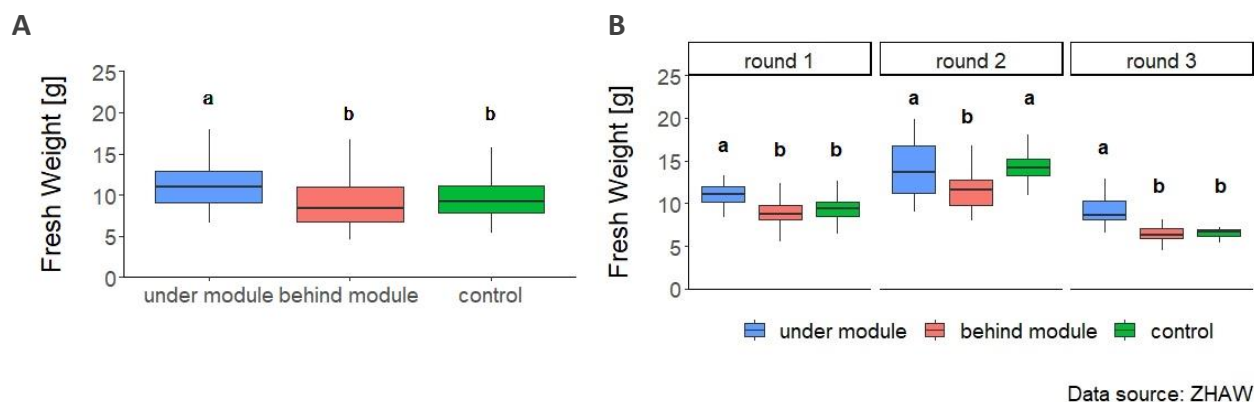 A
Fresh Weight [g]
25
20
15
10
5
0
a
b
b
under module behind module control
B
round 1 round 2 round 3
Fresh Weight [g]
25
20
15
10
5
0
a b b
a b a
a b b
under module behind module control
Data source: ZHAW